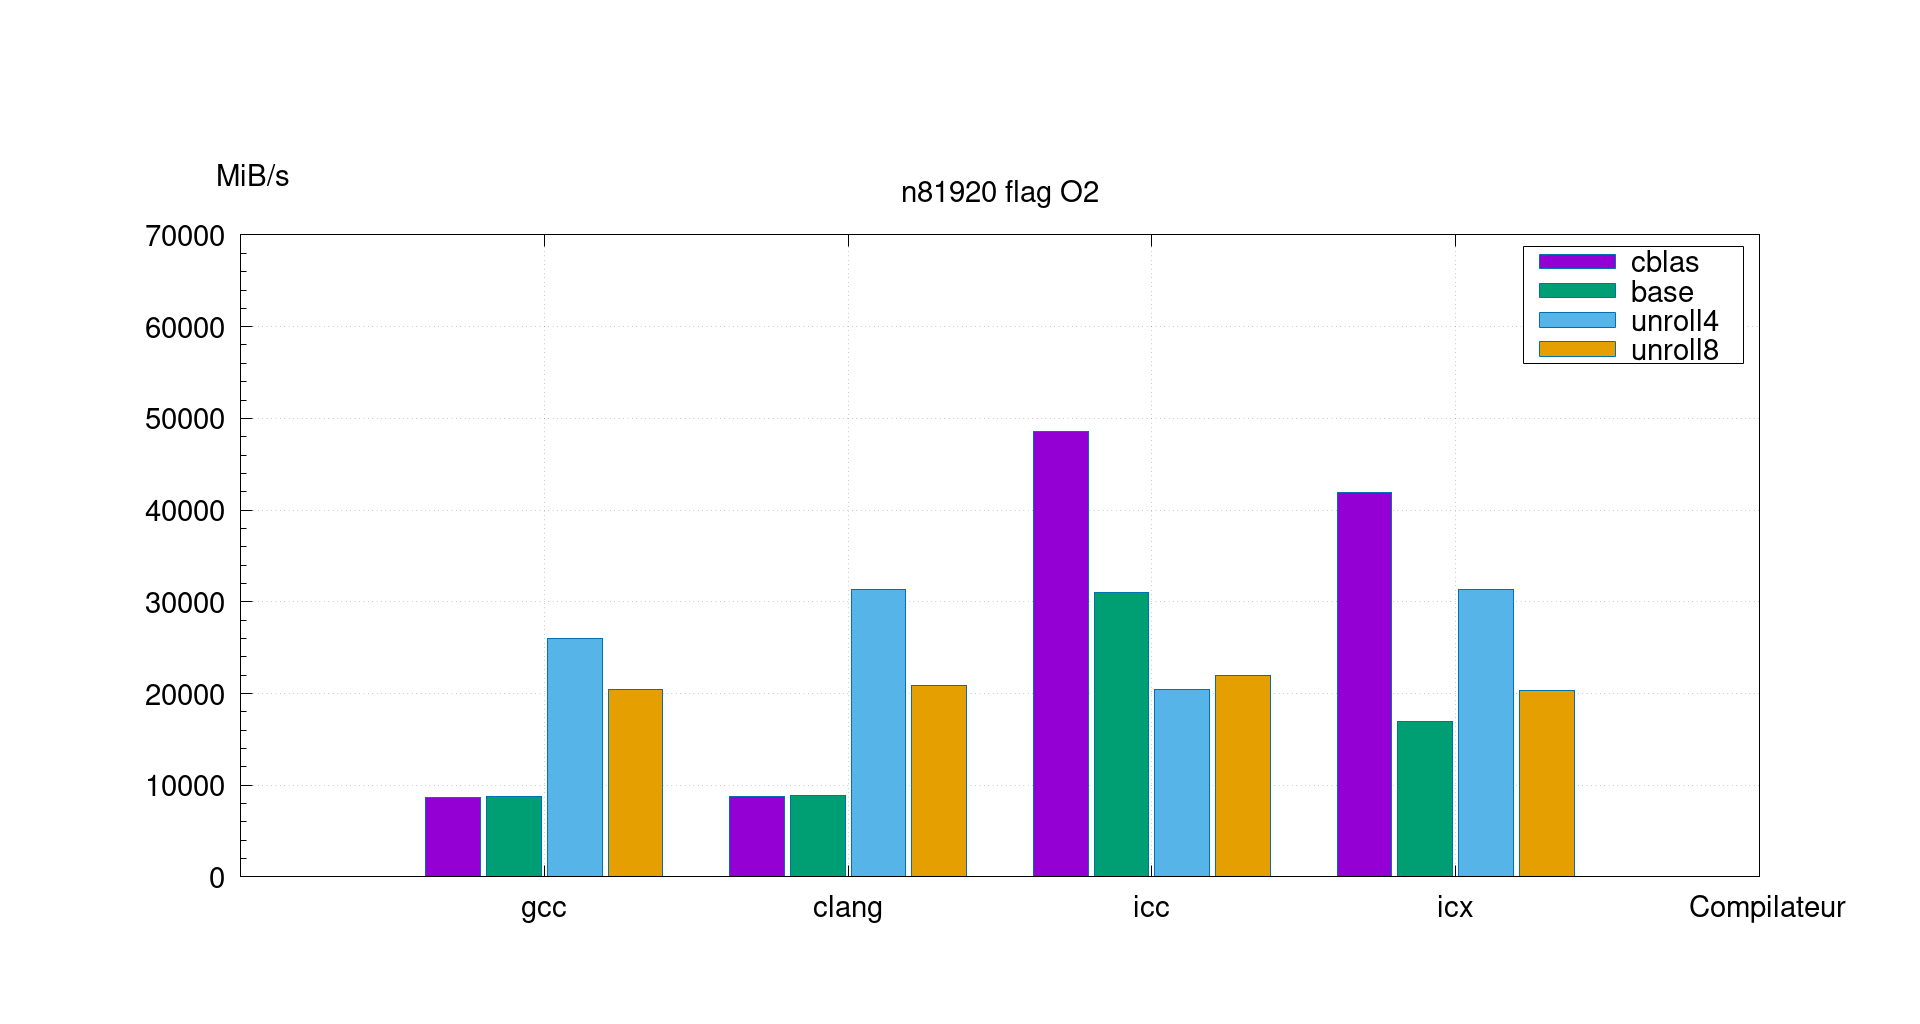 MiB/s
n81920 flag O2
70000
60000
50000
40000
30000
20000
10000
0
cblas
base
unroll4
unroll8
gcc clang icc icx Compilateur